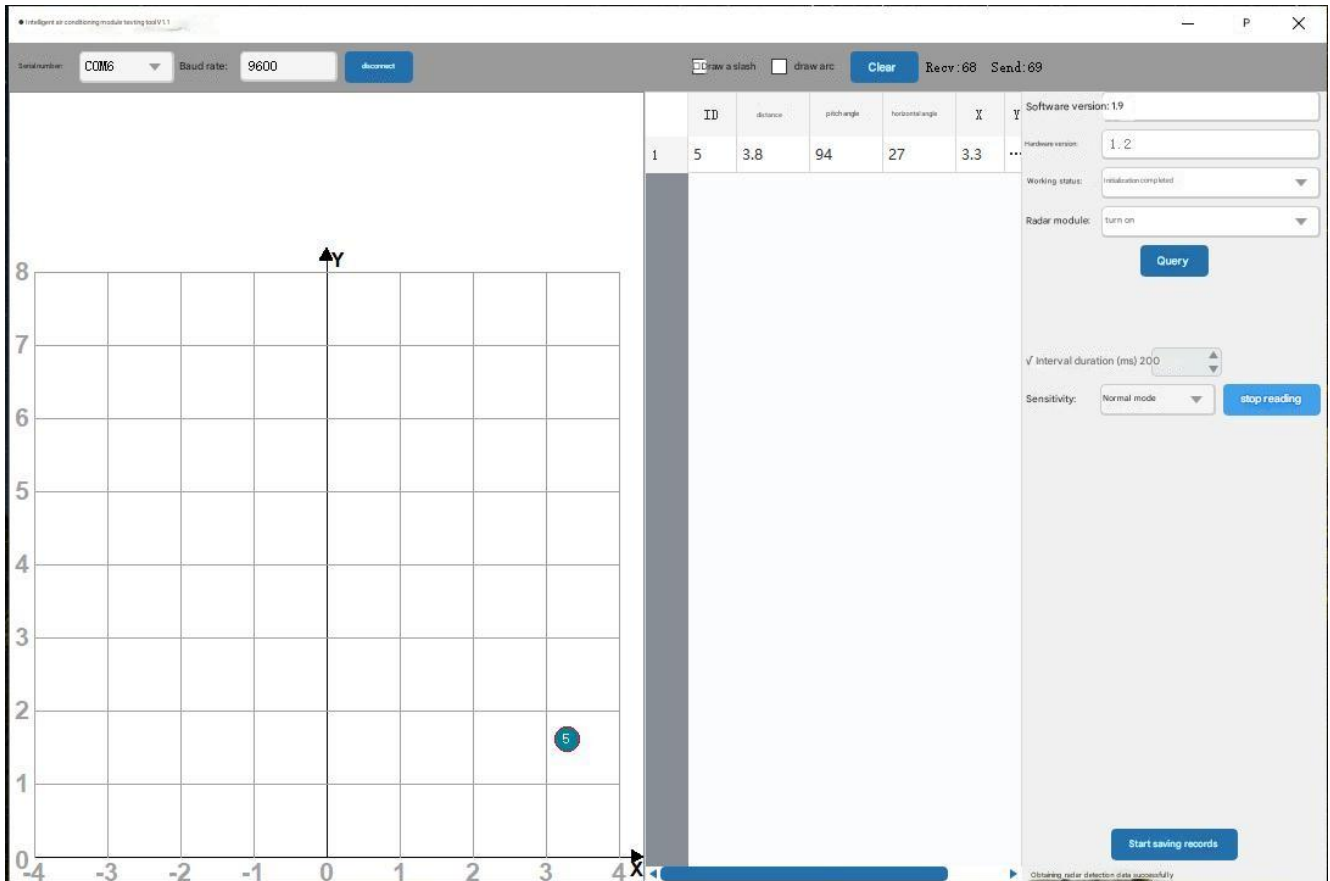 Intelligent air conditioning module testing tool V1.1
P
Serial number:
COM6
Baud rate:
9600
disconnect
Draw a slash
draw arc
Clear
Recv:68
Send:69
ID
distance
pitch angle
horizontal angle
X
Y
1
5
3.8
94
27
3.3
...
Y
8
7
6
5
4
3
2
1
0
5
-4
-3
-2
-1
0
1
2
3
4
X
Software version: 1.9
Hardware version:
1.2
Working status:
Initialization completed
Radar module:
turn on
Query
√ Interval duration (ms) 200
Sensitivity:
Normal mode
stop reading
Start saving records
Obtaining radar detection data successfully